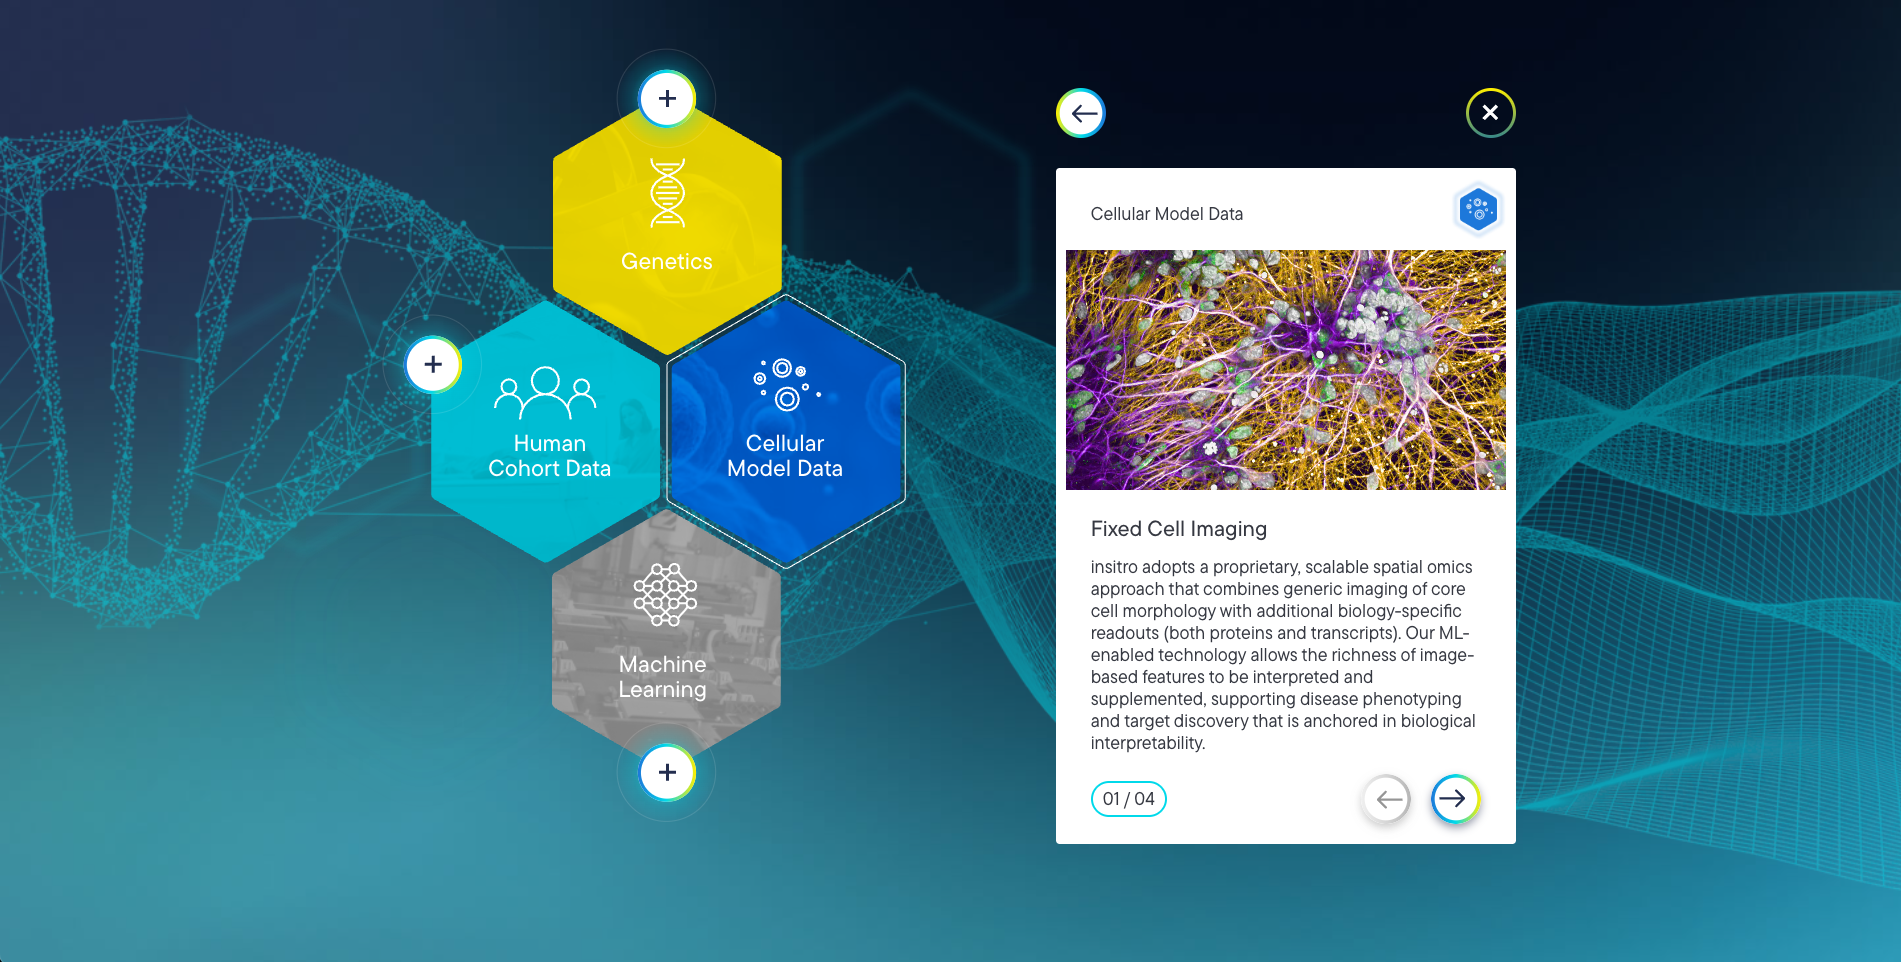 Genetics
Human
Cohort Data
Cellular
Model Data
Machine
Learning
Cellular Model Data
Fixed Cell Imaging
insitro adopts a proprietary, scalable spatial omics
approach that combines generic imaging of core
cell morphology with additional biology-specific
readouts (both proteins and transcripts). Our ML-
enabled technology allows the richness of image-
based features to be interpreted and
supplemented, supporting disease phenotyping
and target discovery that is anchored in biological
interpretability.
01 / 04